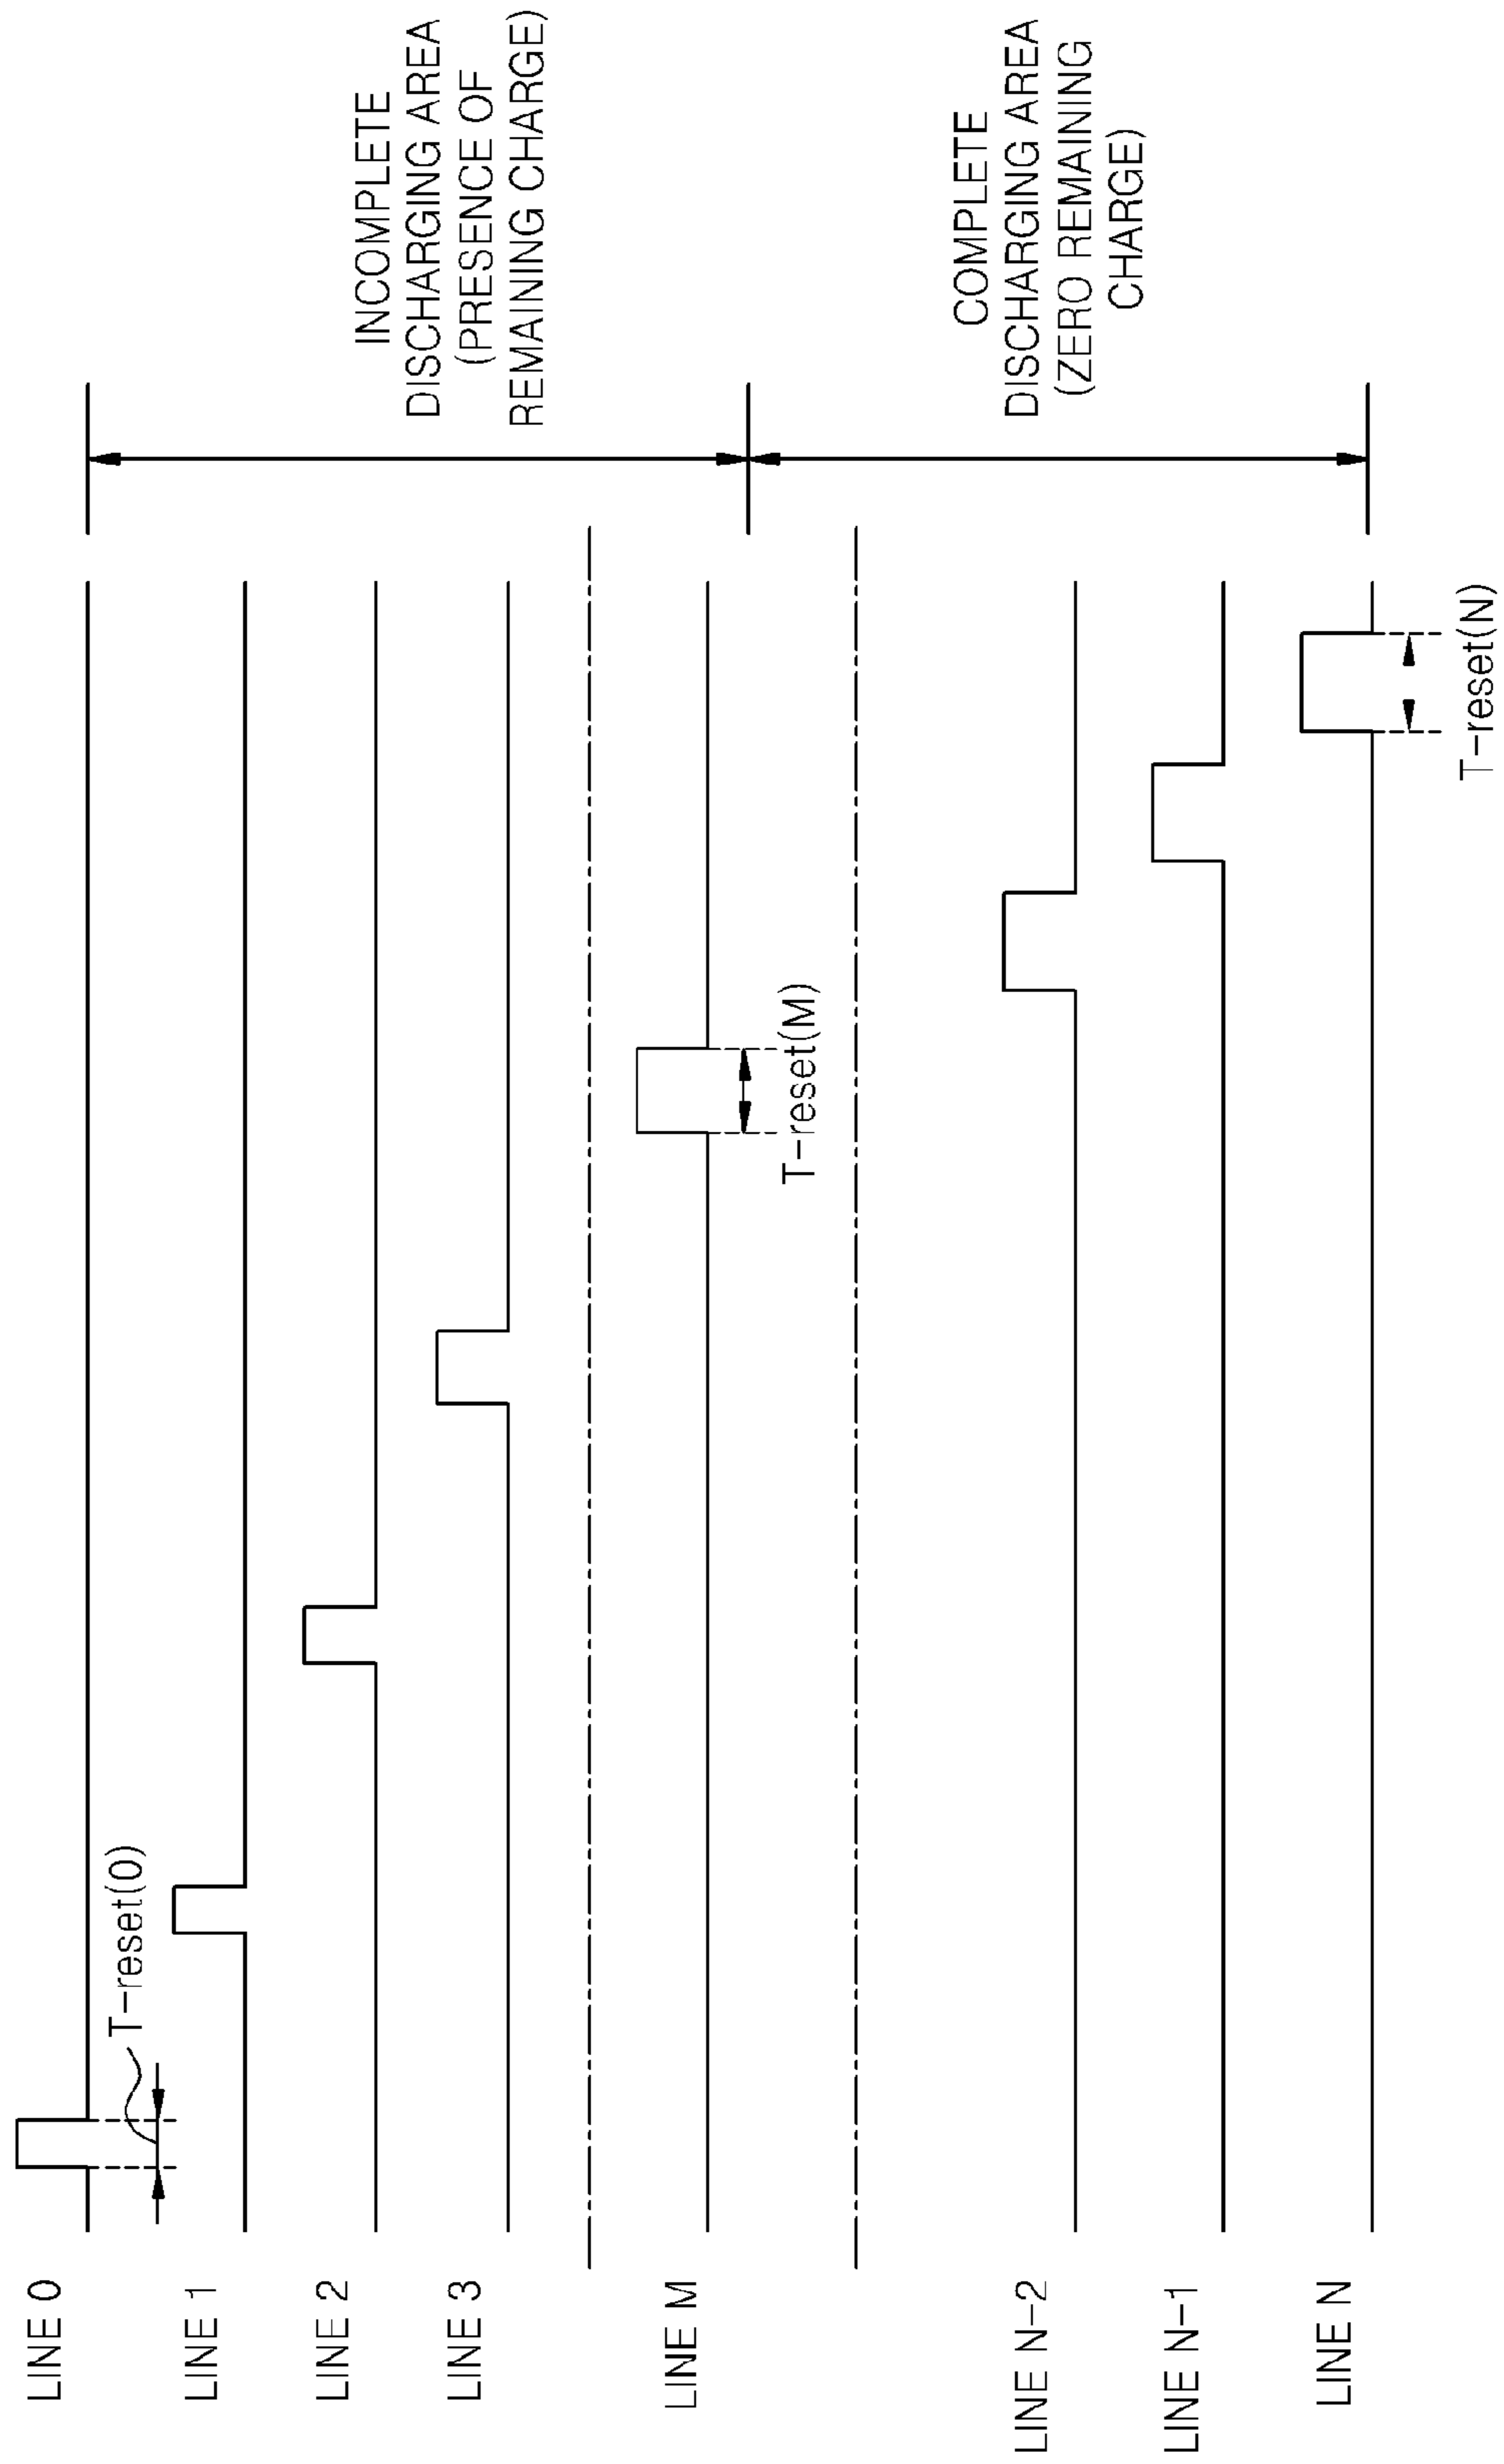 LINE 0
T-reset(0)
LINE 1
LINE 2
LINE 3
LINE M
T-reset(M)
LINE N-2
LINE N-1
LINE N
T-reset(N)
INCOMPLETE
DISCHARGING AREA
(PRESENCE OF
REMAINING CHARGE)
COMPLETE
DISCHARGING AREA
(ZERO REMAINING
CHARGE)